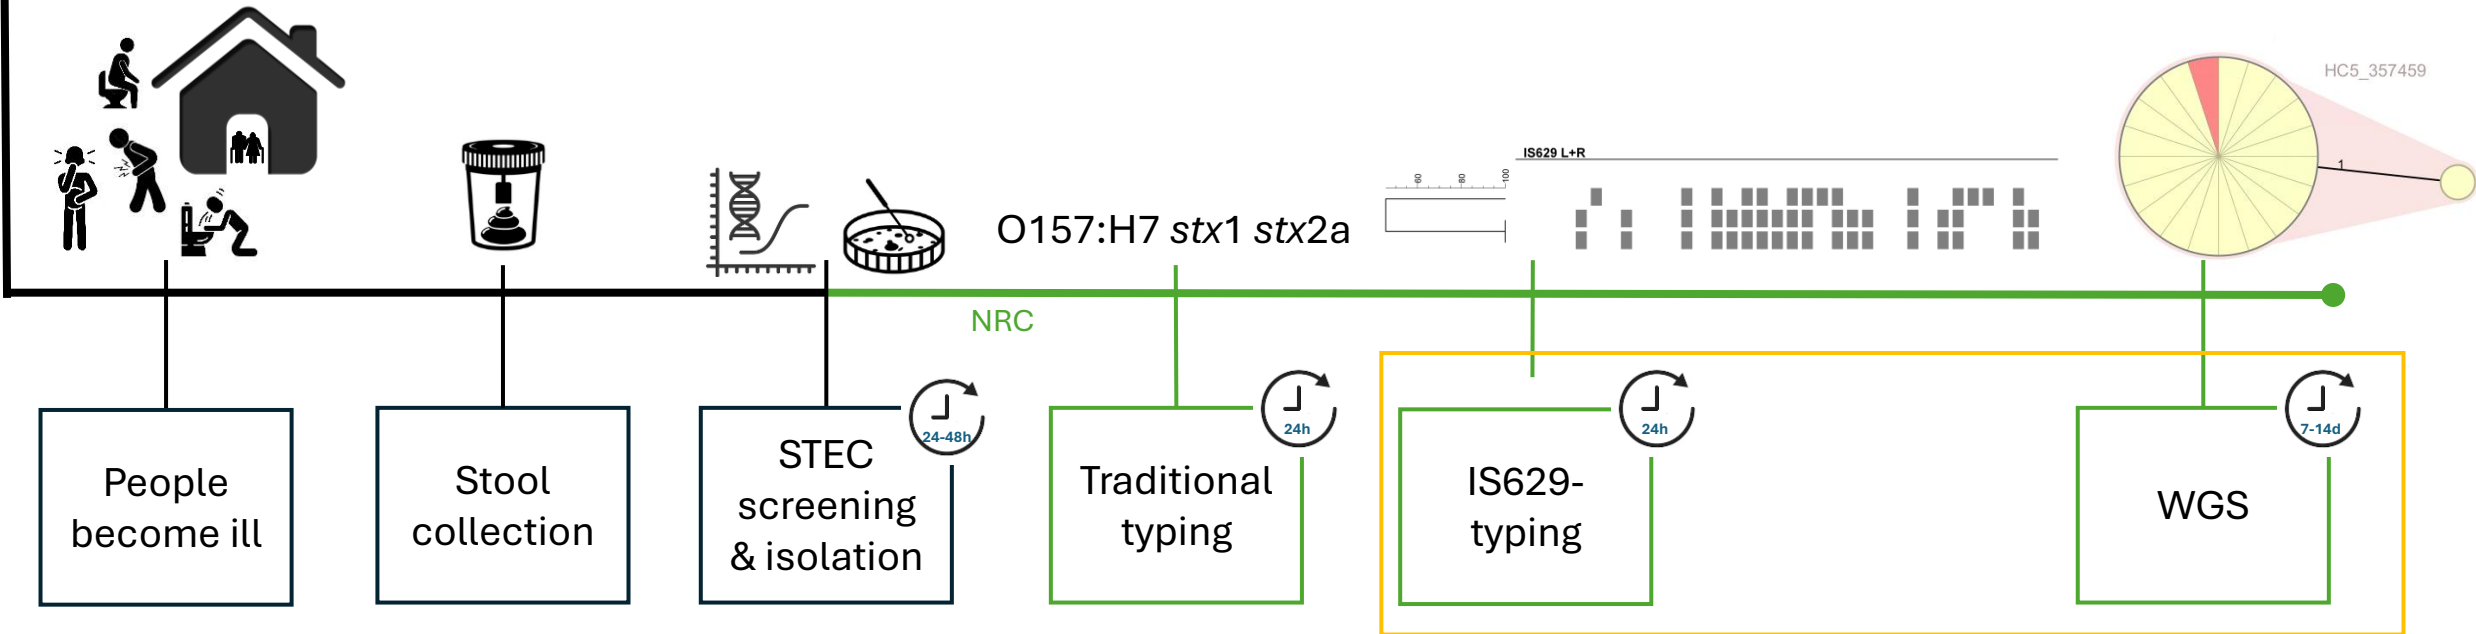 HC5_357459
1
IS629 L+R
60
80
100
O157:H7 stx1 stx2a
NRC
24-48h
24h
24h
7-14d
People
become ill
Stool
collection
STEC
screening
& isolation
Traditional
typing
IS629-
typing
WGS